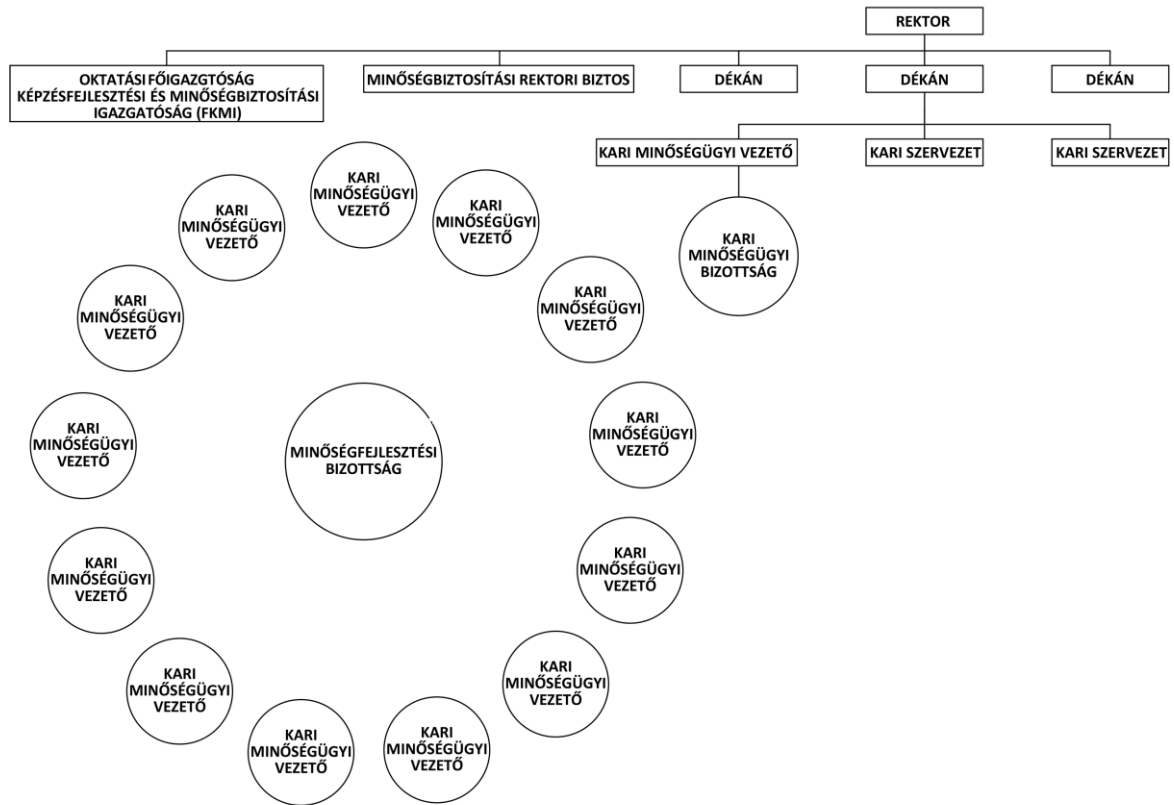 REKTOR
OKTATÁSI FŐIGAZGTÓSÁG
KÉPZÉSFEJLESZTÉSI ÉS MINŐSÉGBIZTOSÍTÁSI
IGAZGATÓSÁG (FKMI)
MINŐSÉGBIZTOSÍTÁSI REKTORI BIZTOS
DÉKÁN
DÉKÁN
DÉKÁN
KARI MINŐSÉGÜGYI VEZETŐ
KARI SZERVEZET
KARI SZERVEZET
KARI
MINŐSÉGÜGYI
BIZOTTSÁG
KARI
MINŐSÉGÜGYI
VEZETŐ
KARI
MINŐSÉGÜGYI
VEZETŐ
KARI
MINŐSÉGÜGYI
VEZETŐ
KARI
MINŐSÉGÜGYI
VEZETŐ
KARI
MINŐSÉGÜGYI
VEZETŐ
KARI
MINŐSÉGÜGYI
VEZETŐ
KARI
MINŐSÉGÜGYI
VEZETŐ
KARI
MINŐSÉGÜGYI
VEZETŐ
KARI
MINŐSÉGÜGYI
VEZETŐ
KARI
MINŐSÉGÜGYI
VEZETŐ
KARI
MINŐSÉGÜGYI
VEZETŐ
KARI
MINŐSÉGÜGYI
VEZETŐ
KARI
MINŐSÉGÜGYI
VEZETŐ
MINŐSÉGFEJLESZTÉSI
BIZOTTSÁG